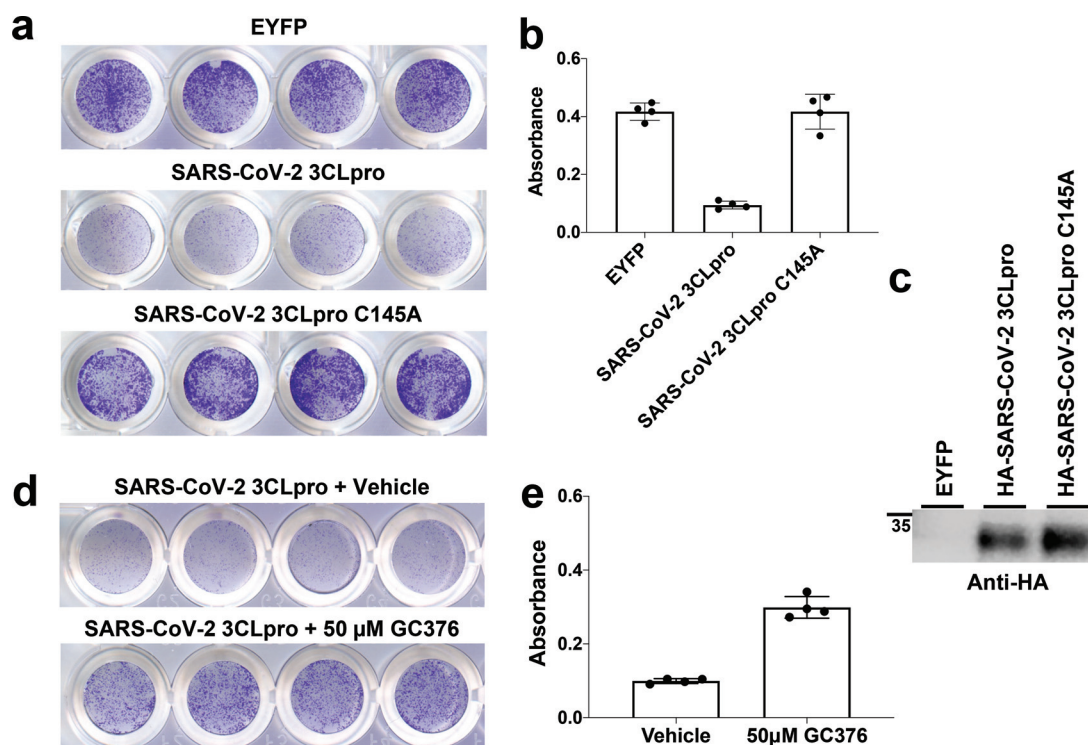 a
EYFP
SARS-CoV-2 3CLpro
SARS-CoV-2 3CLpro C145A
b
Absorbance
0.6
0.4
0.2
0.0
EYFP
SARS-CoV-2 3CLpro
SARS-CoV-2 3CLpro C145A
c
EYFP
HA-SARS-CoV-2 3CLpro
HA-SARS-CoV-2 3CLpro C145A
35
Anti-HA
d
SARS-CoV-2 3CLpro + Vehicle
SARS-CoV-2 3CLpro + 50 µM GC376
e
Absorbance
0.6
0.4
0.2
0.0
Vehicle
50µM GC376